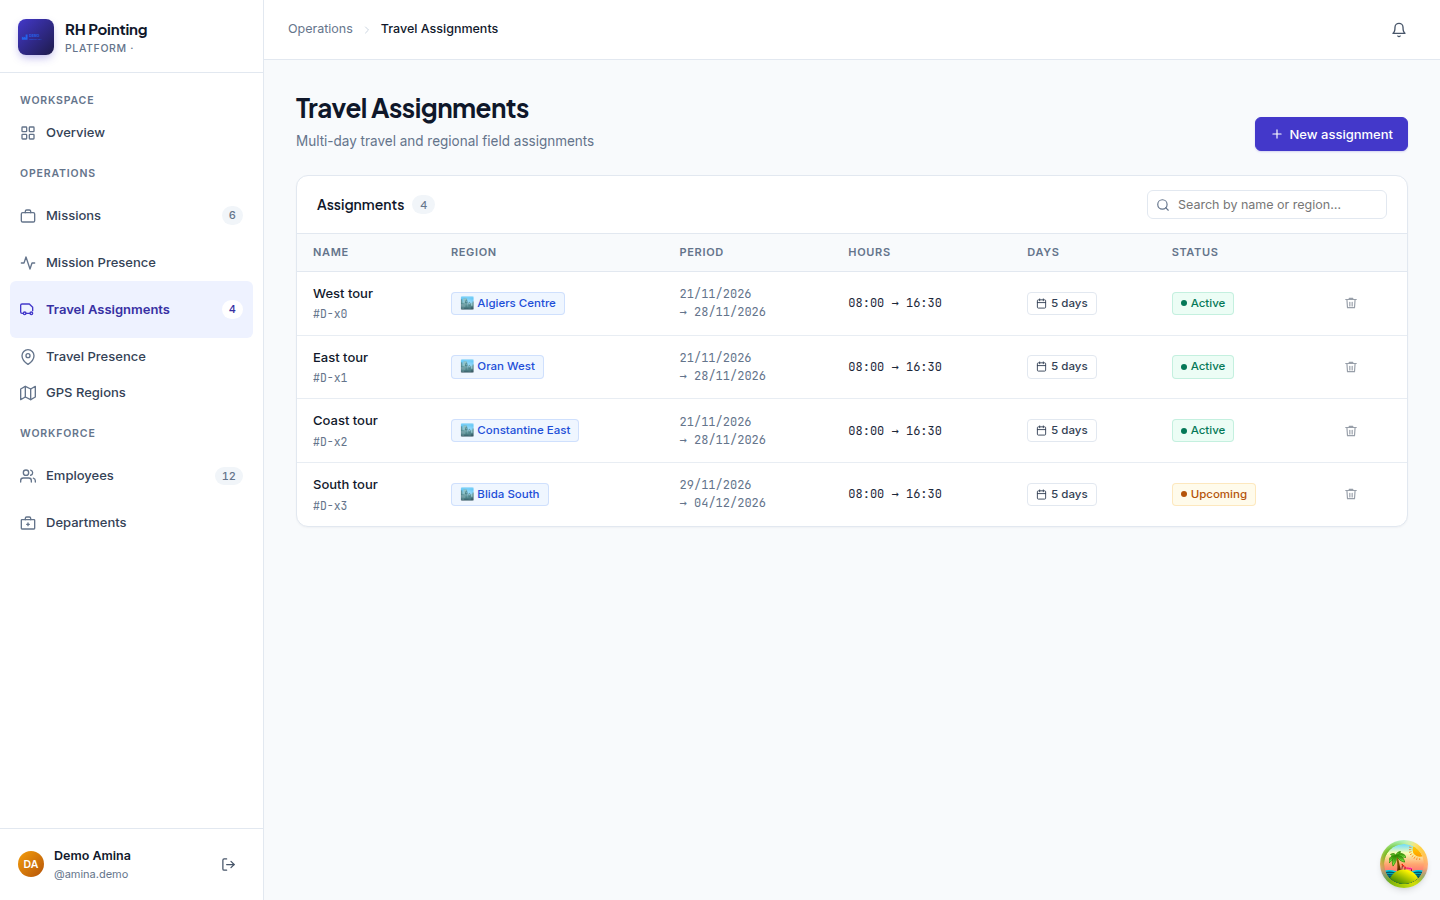 RH Pointing
PLATFORM ·
WORKSPACE
Overview
OPERATIONS
Missions 6
Mission Presence
Travel Assignments 4
Travel Presence
GPS Regions
WORKFORCE
Employees 12
Departments
DA Demo Amina
@amina.demo
Operations > Travel Assignments
Travel Assignments
Multi-day travel and regional field assignments
+ New assignment
Assignments 4
Search by name or region...
NAME REGION PERIOD HOURS DAYS STATUS
West tour
#D-x0
Algiers Centre
21/11/2026
→ 28/11/2026
08:00 → 16:30
5 days
Active
East tour
#D-x1
Oran West
21/11/2026
→ 28/11/2026
08:00 → 16:30
5 days
Active
Coast tour
#D-x2
Constantine East
21/11/2026
→ 28/11/2026
08:00 → 16:30
5 days
Active
South tour
#D-x3
Blida South
29/11/2026
→ 04/12/2026
08:00 → 16:30
5 days
Upcoming